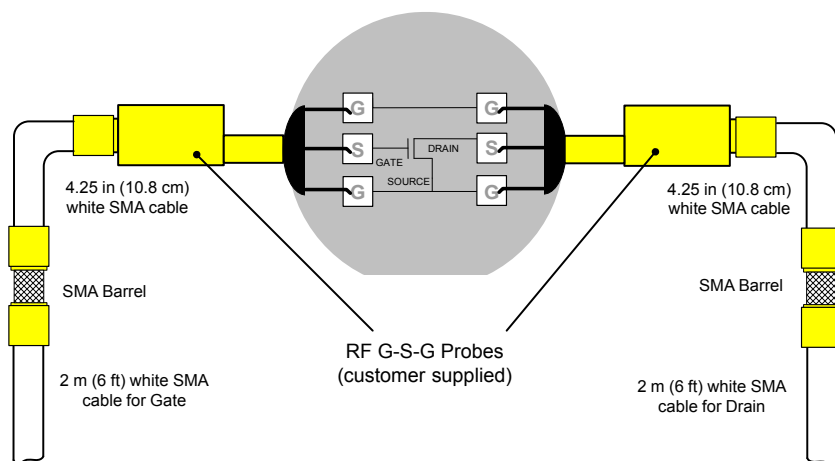 G
G
S
S
DRAIN
GATE
SOURCE
G
G
4.25 in (10.8 cm)
white SMA cable
4.25 in (10.8 cm)
white SMA cable
SMA Barrel
SMA Barrel
RF G-S-G Probes
(customer supplied)
2 m (6 ft) white SMA
cable for Gate
2 m (6 ft) white SMA
cable for Drain